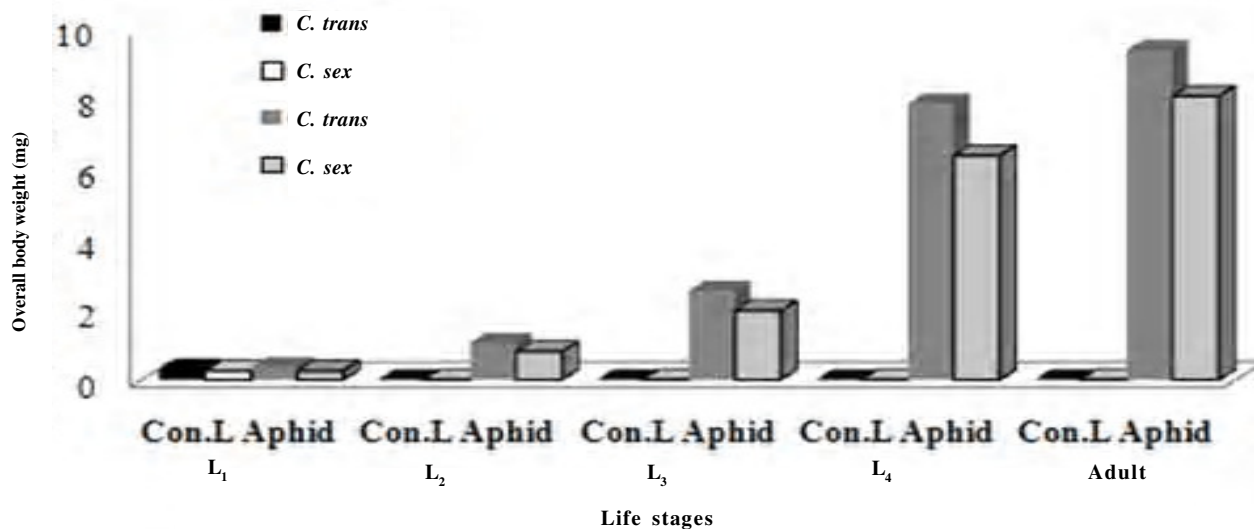 Overall body weight (mg)
10
8
6
4
2
0
C. trans
C. sex
C. trans
C. sex
Con.L Aphid Con.L Aphid Con.L Aphid Con.L Aphid Con.L Aphid
L₁ L₂ L₃ L₄ Adult
Life stages